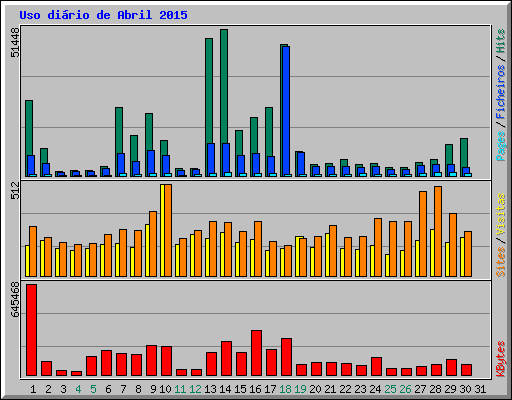 Uso diário de Abril 2015
51448
512
645468
Pages / Ficheiros / Hits
Sites / Visitas
KBytes
1 2 3 4 5 6 7 8 9 10 11 12 13 14 15 16 17 18 19 20 21 22 23 24 25 26 27 28 29 30 31